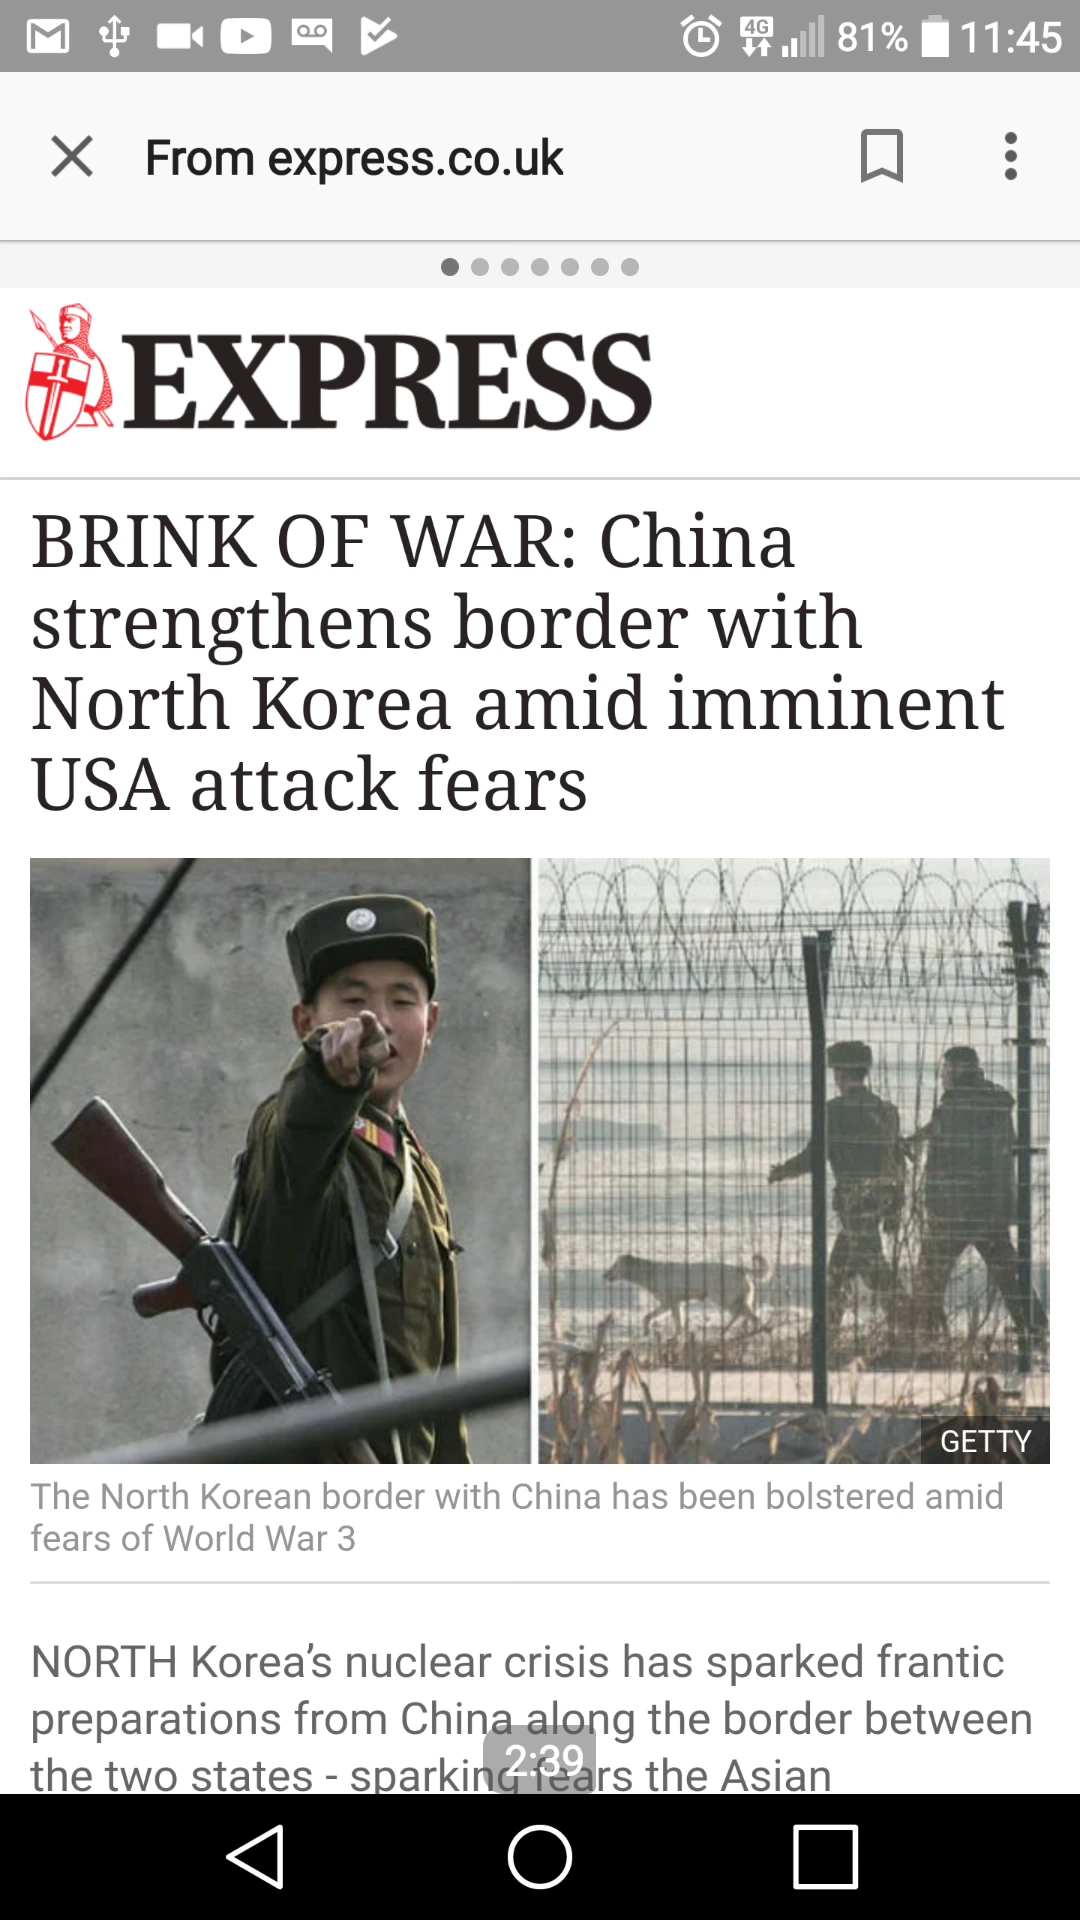 4G
81%
11:45
From express.co.uk
EXPRESS
BRINK OF WAR: China
strengthens border with
North Korea amid imminent
USA attack fears
GETTY
The North Korean border with China has been bolstered amid
fears of World War 3
NORTH Korea’s nuclear crisis has sparked frantic
preparations from China along the border between
the two states - sparking fears the Asian
2:39